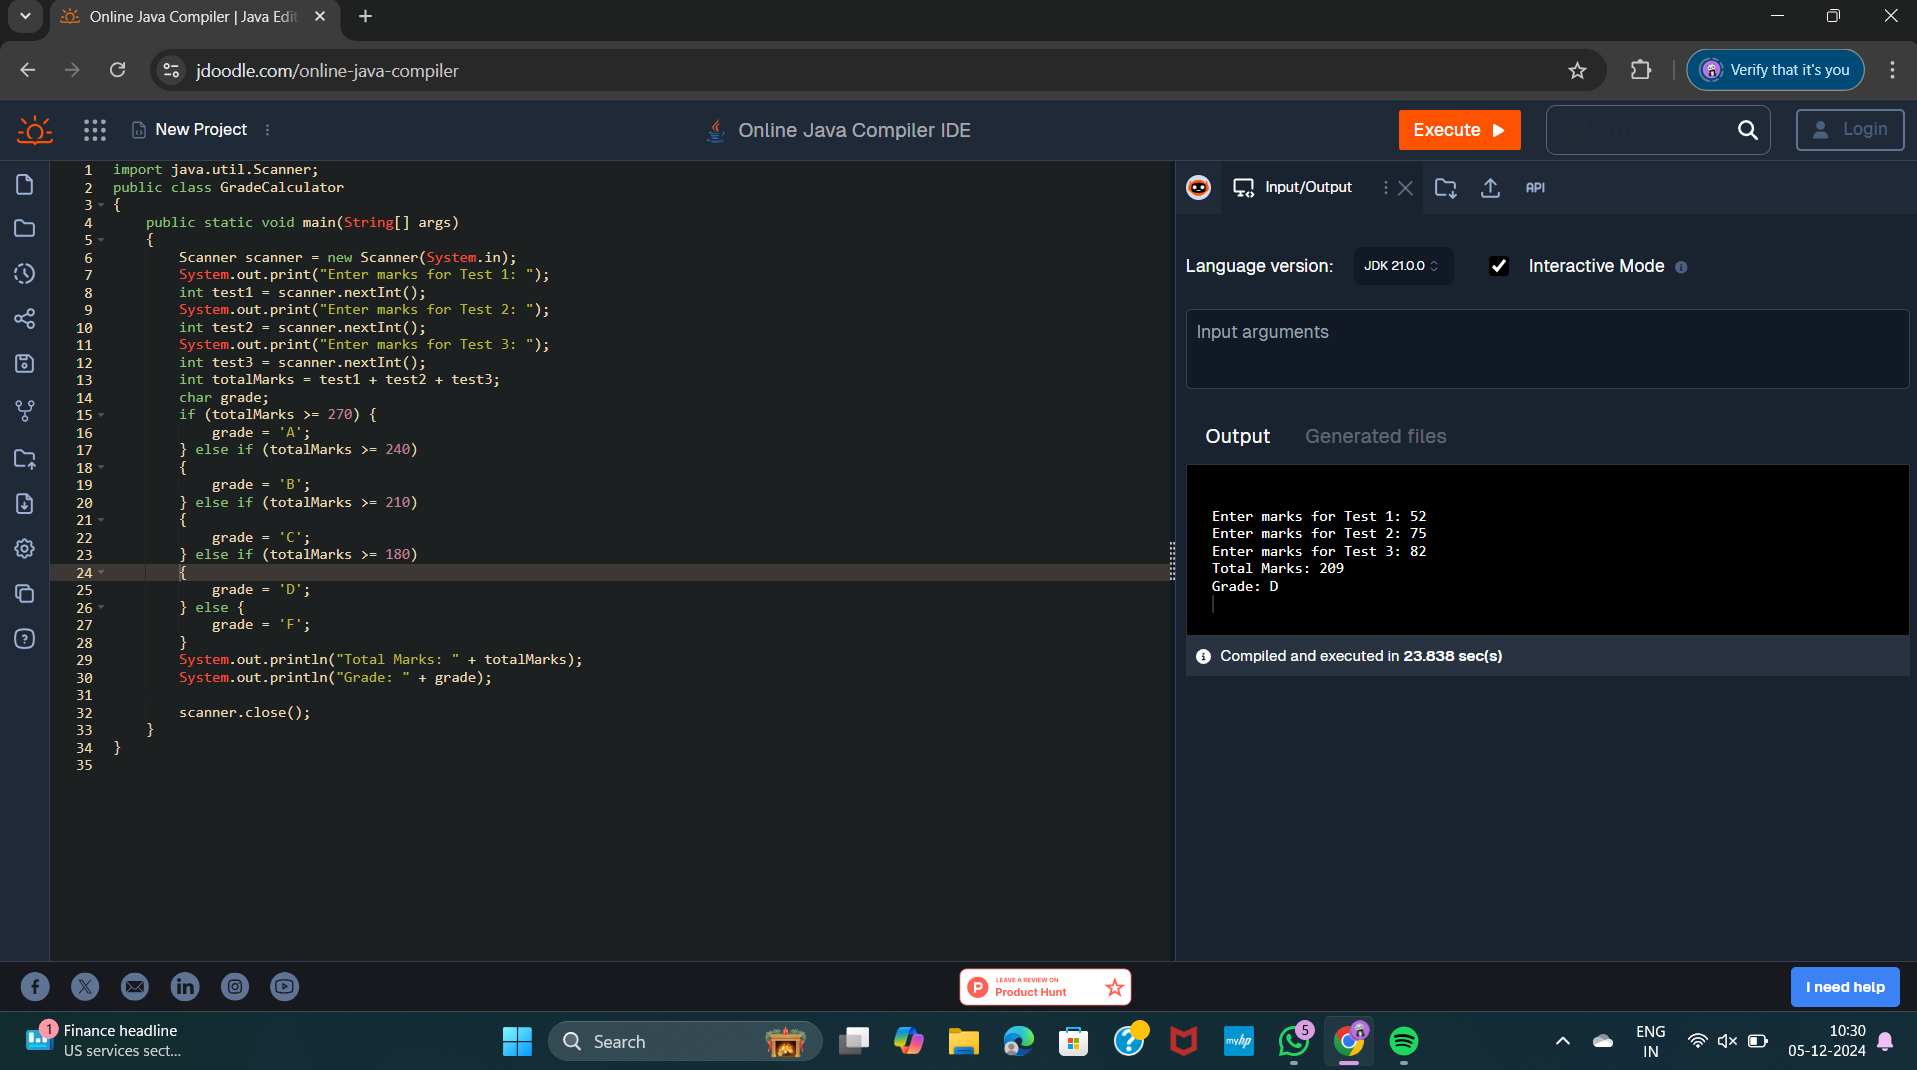 Online Java Compiler | Java Edit
jdoodle.com/online-java-compiler
Verify that it's you
New Project
Online Java Compiler IDE
Execute
Login
1 import java.util.Scanner;
2 public class GradeCalculator
3 {
4 public static void main(String[] args)
5 {
6 Scanner scanner = new Scanner(System.in);
7 System.out.print("Enter marks for Test 1: ");
8 int test1 = scanner.nextInt();
9 System.out.print("Enter marks for Test 2: ");
10 int test2 = scanner.nextInt();
11 System.out.print("Enter marks for Test 3: ");
12 int test3 = scanner.nextInt();
13 int totalMarks = test1 + test2 + test3;
14 char grade;
15 if (totalMarks >= 270) {
16 grade = 'A';
17 } else if (totalMarks >= 240)
18 {
19 grade = 'B';
20 } else if (totalMarks >= 210)
21 {
22 grade = 'C';
23 } else if (totalMarks >= 180)
24 {
25 grade = 'D';
26 } else {
27 grade = 'F';
28 }
29 System.out.println("Total Marks: " + totalMarks);
30 System.out.println("Grade: " + grade);
31
32 scanner.close();
33 }
34 }
35
Input/Output
API
Language version:
JDK 21.0.0
Interactive Mode
Input arguments
Output
Generated files
Enter marks for Test 1: 52
Enter marks for Test 2: 75
Enter marks for Test 3: 82
Total Marks: 209
Grade: D
Compiled and executed in 23.838 sec(s)
LEAVE A REVIEW ON
Product Hunt
I need help
1
Finance headline
US services sect...
Search
myhp
5
ENG
IN
10:30
05-12-2024